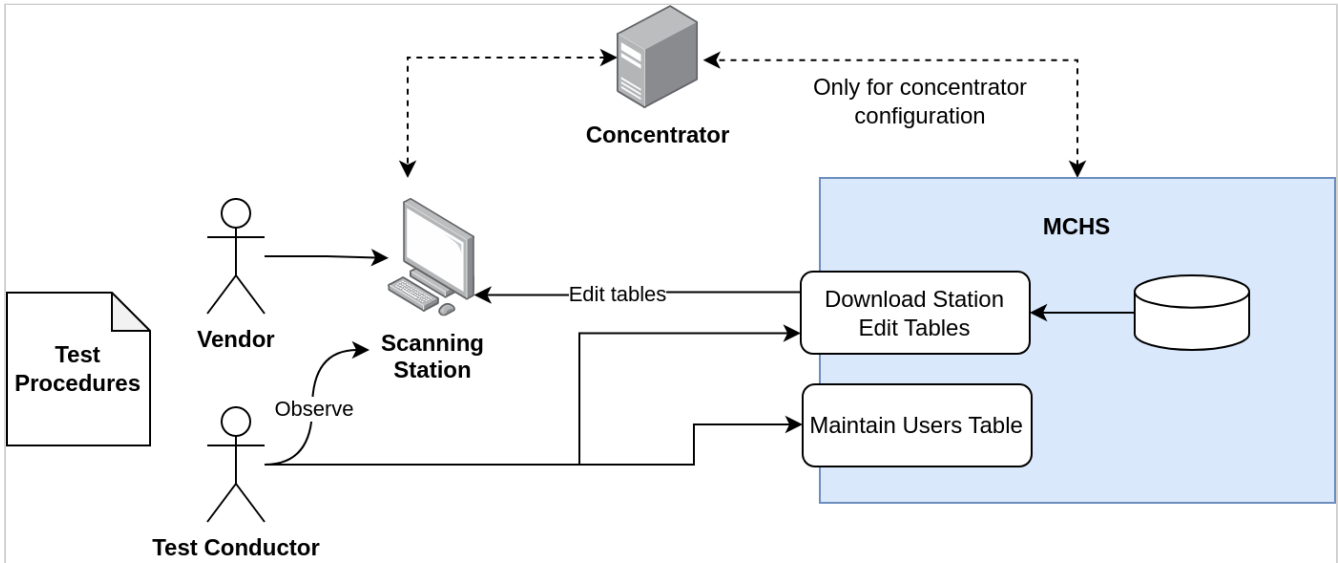 Concentrator
Only for concentrator
configuration
MCHS
Vendor
Scanning
Station
Edit tables
Download Station
Edit Tables
Test
Procedures
Observe
Maintain Users Table
Test Conductor